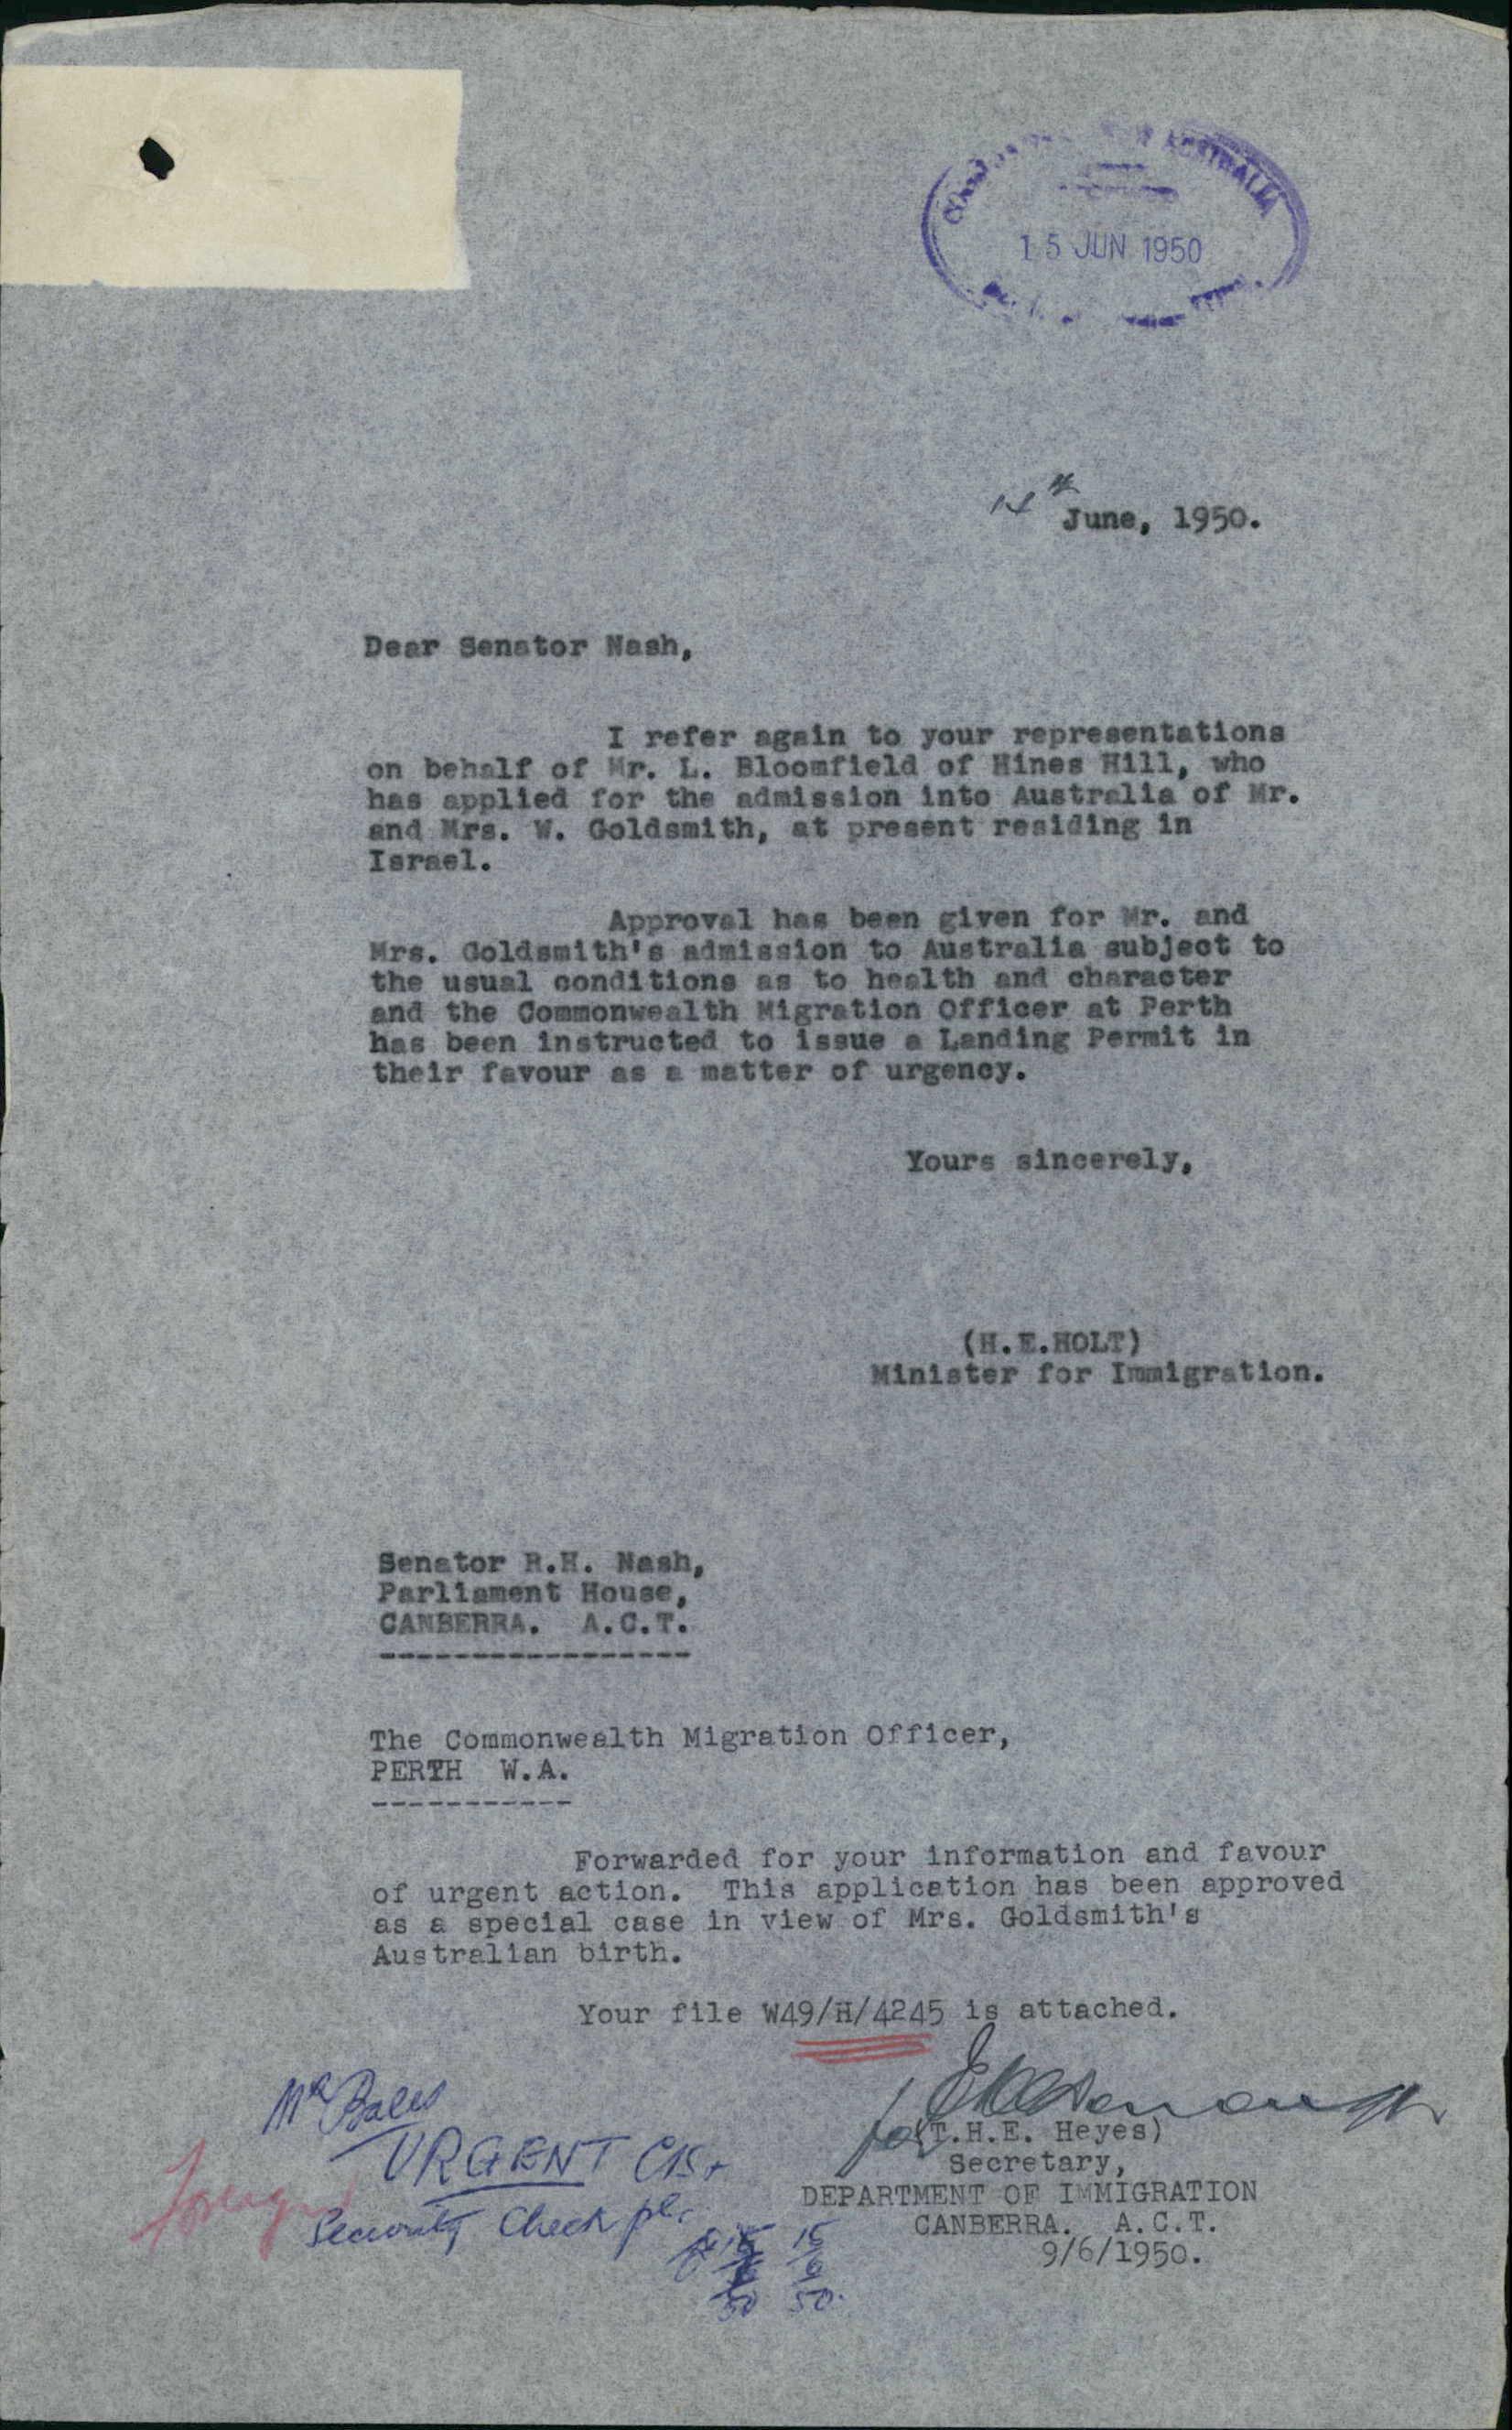 AUSTRALIA
15 JUN 1950
June, 1950.
Dear Senator Nash,
I refer again to your representations
on behalf of Mr. L. Bloomfield of Hines Hill, who
has applied for the admission into Australia of Mr.
and Mrs. W. Goldsmith, at present residing in
Israel.
Approval has been given for Mr. and
Mrs. Goldsmith's admission to Australia subject to
the usual conditions as to health and character
and the Commonwealth Migration Officer at Perth
has been instructed to issue a Landing Permit in
their favour as a matter of urgency.
Yours sincerely,
(H.E.HOLT)
Minister for Immigration.
Senator R.H. Nash,
Parliament House,
CANBERRA. A.C.T.
-----------------
The Commonwealth Migration Officer,
PERTH W.A.
-----------
Forwarded for your information and favour
of urgent action. This application has been approved
as a special case in view of Mrs. Goldsmith's
Australian birth.
Your file W49/H/4245 is attached.
for (T.H.E. Heyes)
Secretary,
DEPARTMENT OF IMMIGRATION
CANBERRA. A.C.T.
9/6/1950.
Mr Bales
URGENT
Security Check pl.
15
6
50